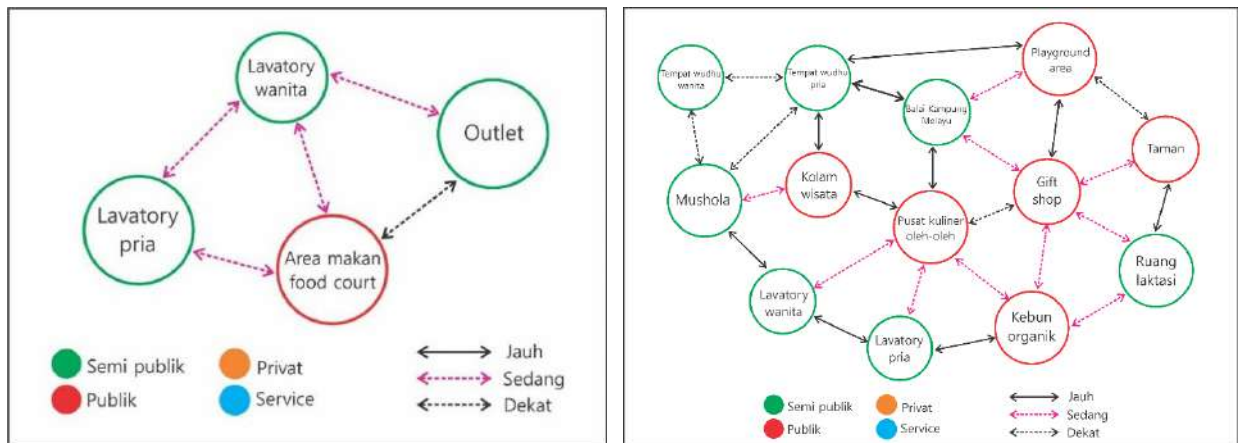 Lavatory
wanita
Outlet
Lavatory
pria
Area makan
food court
Semi publik
Publik
Privat
Service
Jauh
Sedang
Dekat
Playground
area
Tempat wudhu
wanita
Tempat wudhu
pria
Balai Kampung
Melayu
Taman
Mushola
Kolam
wisata
Gift
shop
Pusat kuliner
oleh-oleh
Ruang
laktasi
Lavatory
wanita
Kebun
organik
Lavatory
pria
Semi publik
Publik
Privat
Service
Jauh
Sedang
Dekat